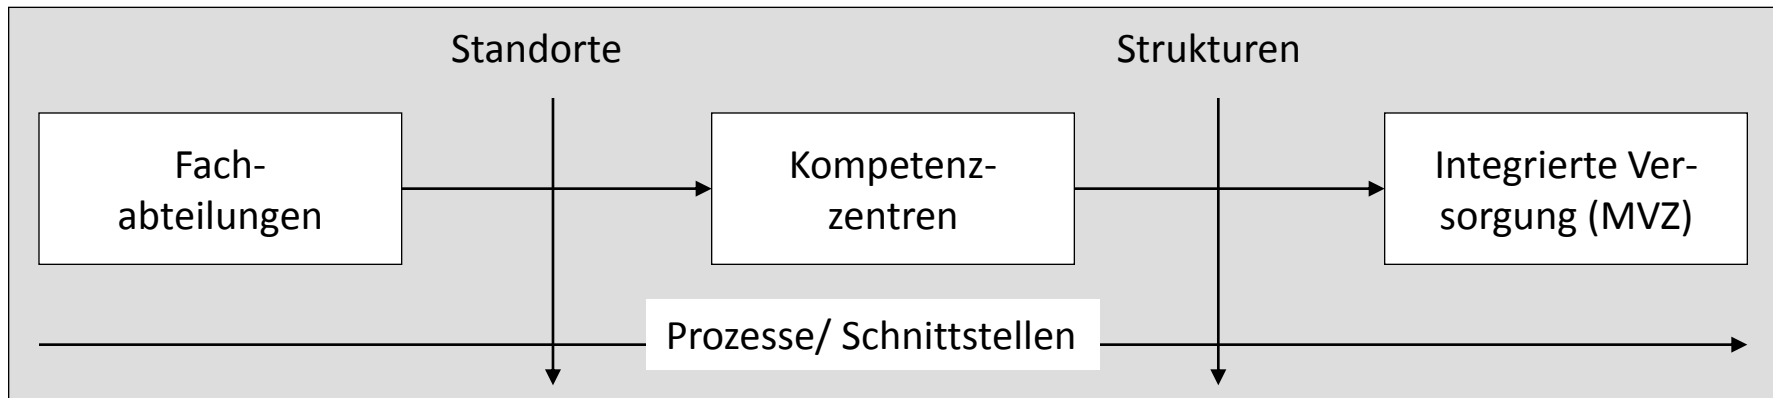 Standorte
Strukturen
Fach-
abteilungen
Kompetenz-
zentren
Integrierte Ver-
sorgung (MVZ)
Prozesse/ Schnittstellen